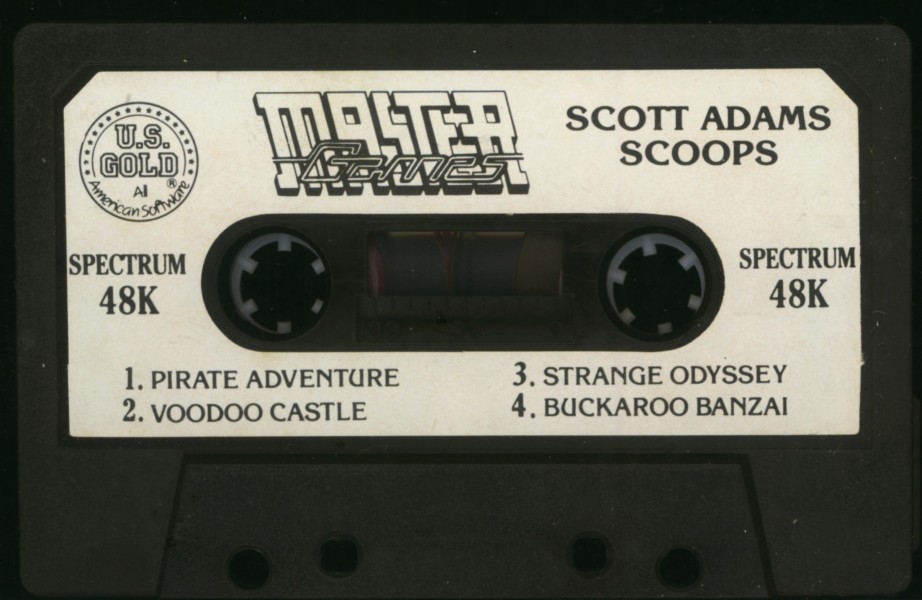 U.S.
GOLD
®
All
American Software
MASTER
Games
SCOTT ADAMS
SCOOPS
SPECTRUM
48K
SPECTRUM
48K
1. PIRATE ADVENTURE
2. VOODOO CASTLE
3. STRANGE ODYSSEY
4. BUCKAROO BANZAI